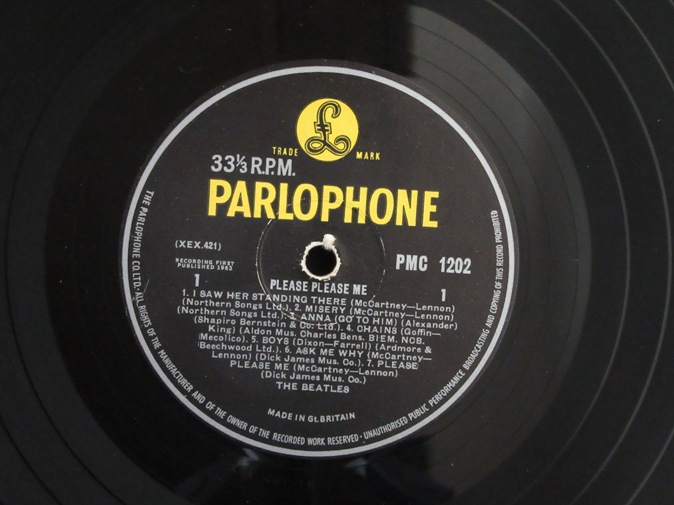 £
TRADE MARK
33⅓ R.P.M.
PARLOPHONE
(XEX.421)
PMC 1202
RECORDING FIRST
PUBLISHED 1963
1
PLEASE PLEASE ME
1
1. I SAW HER STANDING THERE (McCartney—Lennon)
(Northern Songs Ltd.) 2. MISERY (McCartney—Lennon)
(Northern Songs Ltd.) 3. ANNA (GO TO HIM) (Alexander)
(Shapiro Bernstein & Co. Ltd.) 4. CHAINS (Goffin—
King) (Aldon Mus. Charles Bens. BIEM. NCB.
Mecolico). 5. BOYS (Dixon—Farrell) (Ardmore &
Beechwood Ltd.) 6. ASK ME WHY (McCartney—
Lennon) (Dick James Mus. Co.) 7. PLEASE
PLEASE ME (McCartney—Lennon)
(Dick James Mus. Co.)
THE BEATLES
MADE IN Gt. BRITAIN
THE PARLOPHONE CO. LTD. · ALL RIGHTS OF THE MANUFACTURER AND OF THE OWNER OF THE RECORDED WORK RESERVED · UNAUTHORISED PUBLIC PERFORMANCE BROADCASTING AND COPYING OF THIS RECORD PROHIBITED